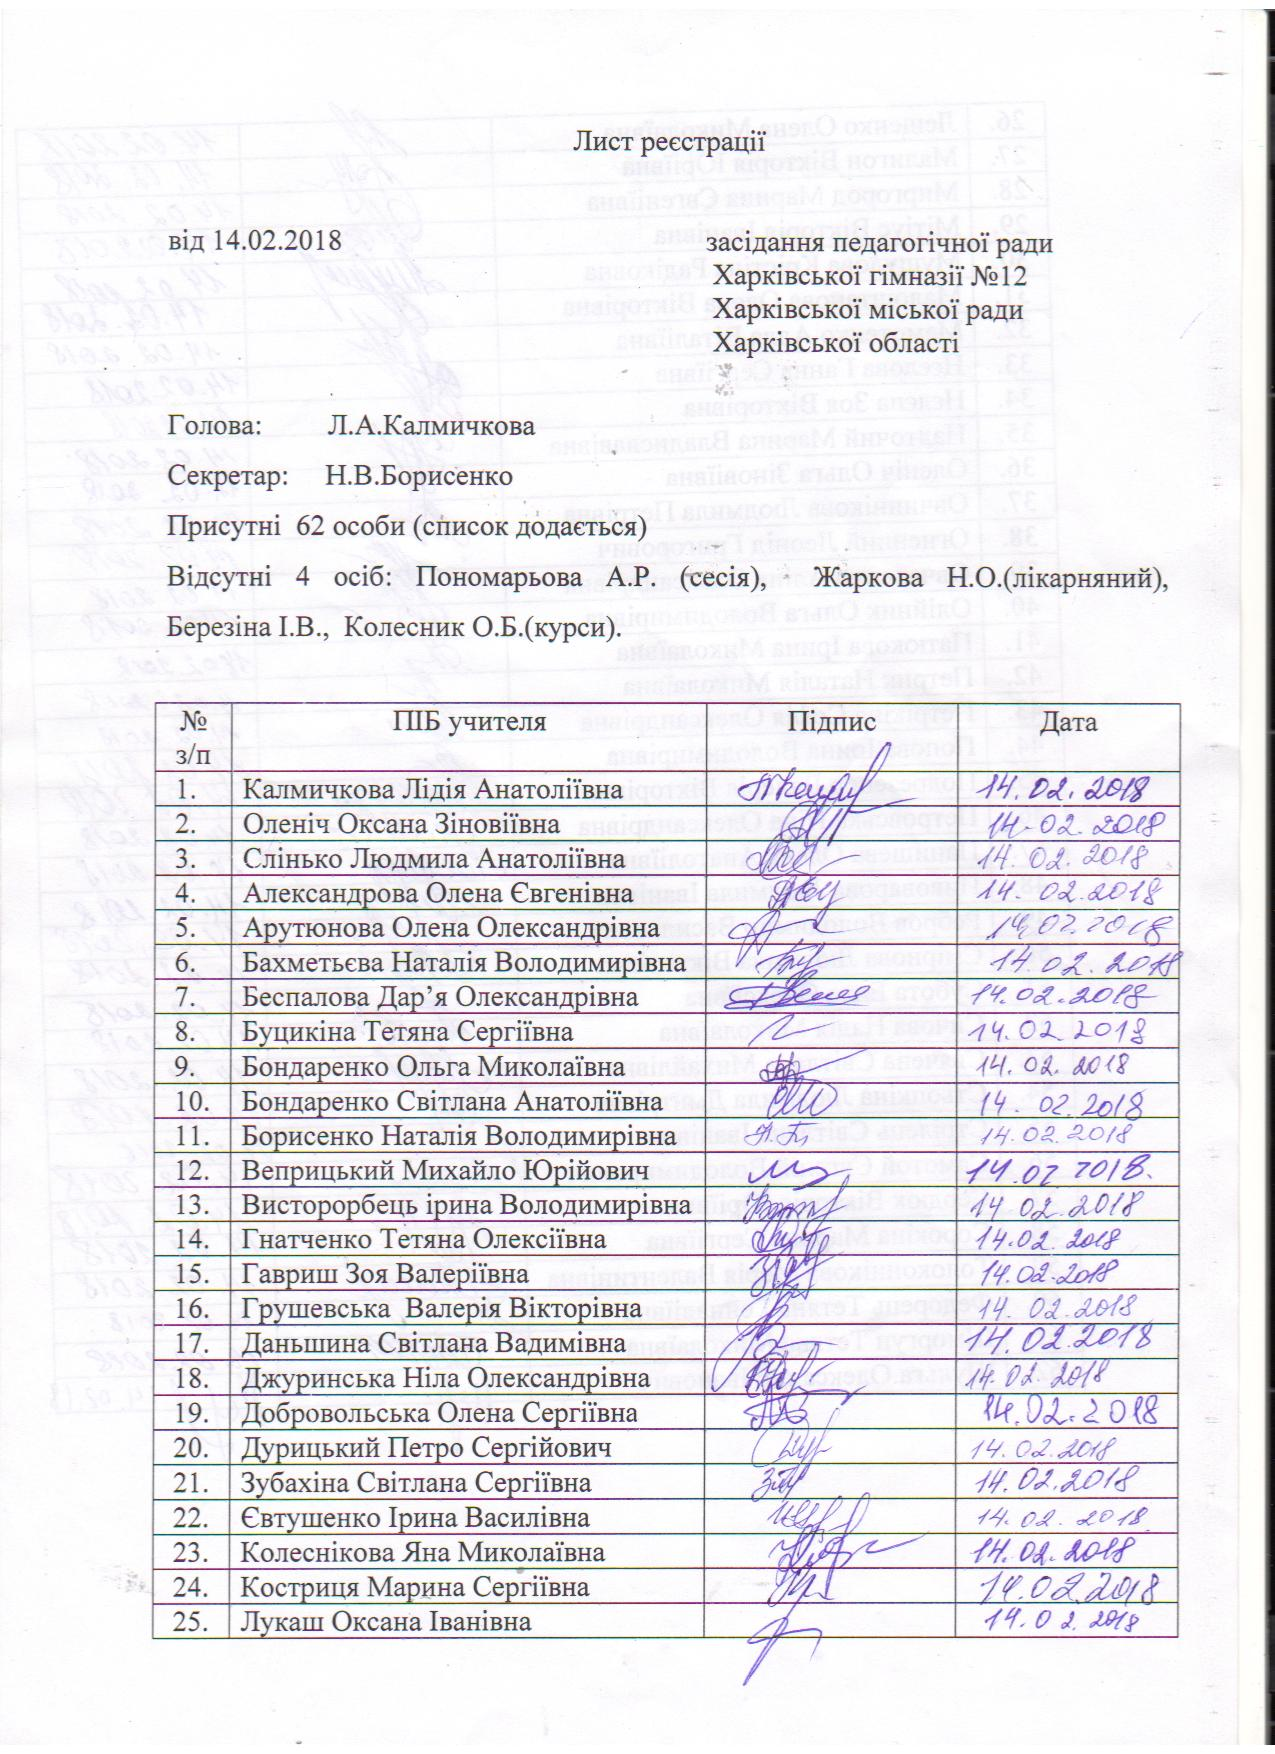 Лист реєстрації
від 14.02.2018
засідання педагогічної ради
Харківської гімназії №12
Харківської міської ради
Харківської області
Голова: Л.А.Калмичкова
Секретар: Н.В.Борисенко
Присутні 62 особи (список додається)
Відсутні 4 осіб: Пономарьова А.Р. (сесія), Жаркова Н.О.(лікарняний),
Березіна І.В., Колесник О.Б.(курси).
№ з/п ПІБ учителя Підпис Дата
1. Калмичкова Лідія Анатоліївна 14.02.2018
2. Оленіч Оксана Зіновіївна 14.02.2018
3. Слінько Людмила Анатоліївна 14.02.2018
4. Александрова Олена Євгенівна 14.02.2018
5. Арутюнова Олена Олександрівна 14.02.2018
6. Бахметьєва Наталія Володимирівна 14.02.2018
7. Беспалова Дар’я Олександрівна 14.02.2018
8. Буцикіна Тетяна Сергіївна 14.02.2018
9. Бондаренко Ольга Миколаївна 14.02.2018
10. Бондаренко Світлана Анатоліївна 14.02.2018
11. Борисенко Наталія Володимирівна 14.02.2018
12. Веприцький Михайло Юрійович 14.02.2018.
13. Висторорбець ірина Володимирівна 14.02.2018
14. Гнатченко Тетяна Олексіївна 14.02.2018
15. Гавриш Зоя Валеріївна 14.02.2018
16. Грушевська Валерія Вікторівна 14.02.2018
17. Даньшина Світлана Вадимівна 14.02.2018
18. Джуринська Ніла Олександрівна 14.02.2018
19. Добровольська Олена Сергіївна 14.02.2018
20. Дурицький Петро Сергійович 14.02.2018
21. Зубахіна Світлана Сергіївна 14.02.2018
22. Євтушенко Ірина Василівна 14.02.2018
23. Колеснікова Яна Миколаївна 14.02.2018
24. Костриця Марина Сергіївна 14.02.2018
25. Лукаш Оксана Іванівна 14.02.2018